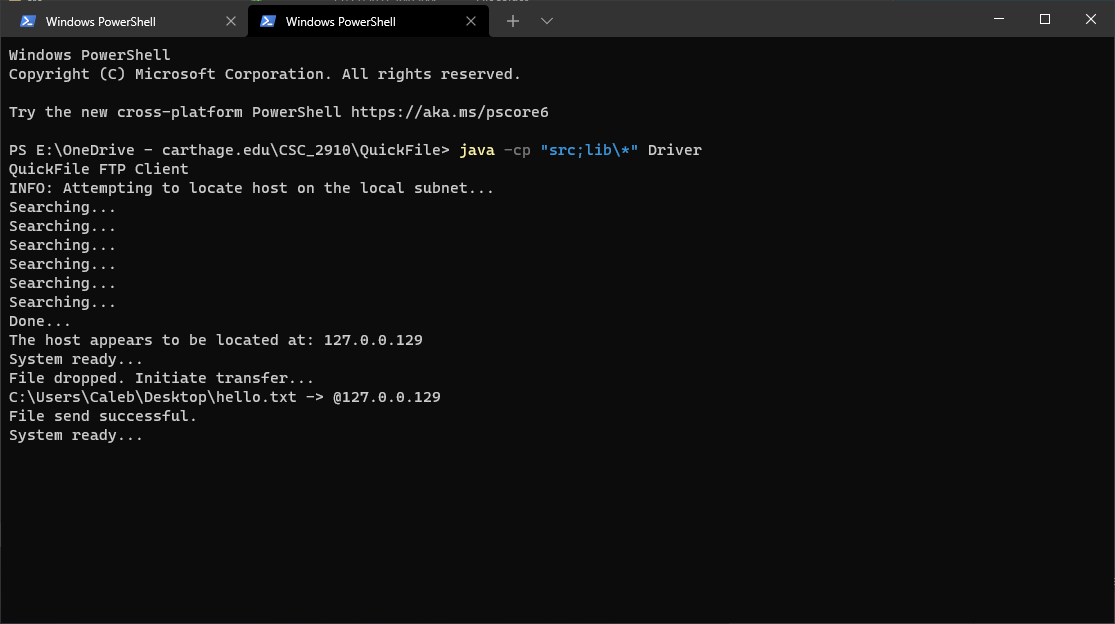 Windows PowerShell
Windows PowerShell
Windows PowerShell
Copyright (C) Microsoft Corporation. All rights reserved.
Try the new cross-platform PowerShell https://aka.ms/pscore6
PS E:\OneDrive - carthage.edu\CSC_2910\QuickFile> java -cp "src;lib\*" Driver
QuickFile FTP Client
INFO: Attempting to locate host on the local subnet...
Searching...
Searching...
Searching...
Searching...
Searching...
Searching...
Done...
The host appears to be located at: 127.0.0.129
System ready...
File dropped. Initiate transfer...
C:\Users\Caleb\Desktop\hello.txt -> @127.0.0.129
File send successful.
System ready...